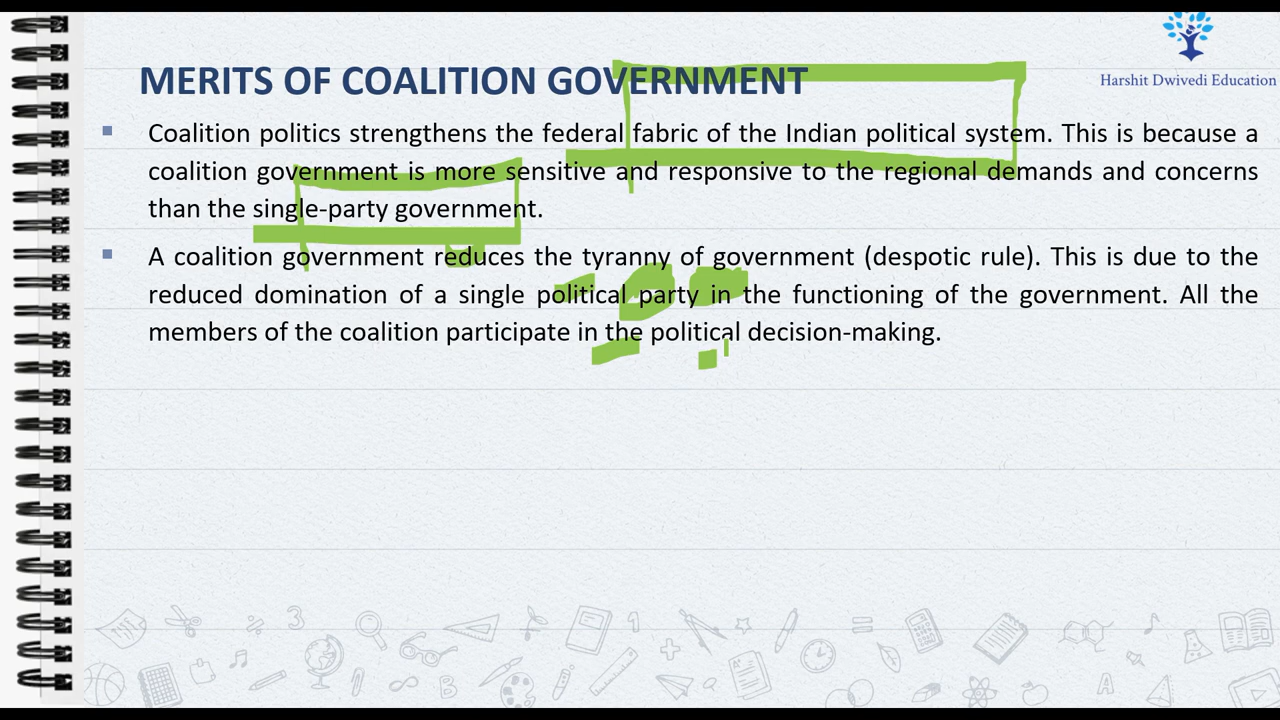 Harshit Dwivedi Education
MERITS OF COALITION GOVERNMENT
▪ Coalition politics strengthens the federal fabric of the Indian political system. This is because a
coalition government is more sensitive and responsive to the regional demands and concerns
than the single-party government.
▪ A coalition government reduces the tyranny of government (despotic rule). This is due to the
reduced domination of a single political party in the functioning of the government. All the
members of the coalition participate in the political decision-making.